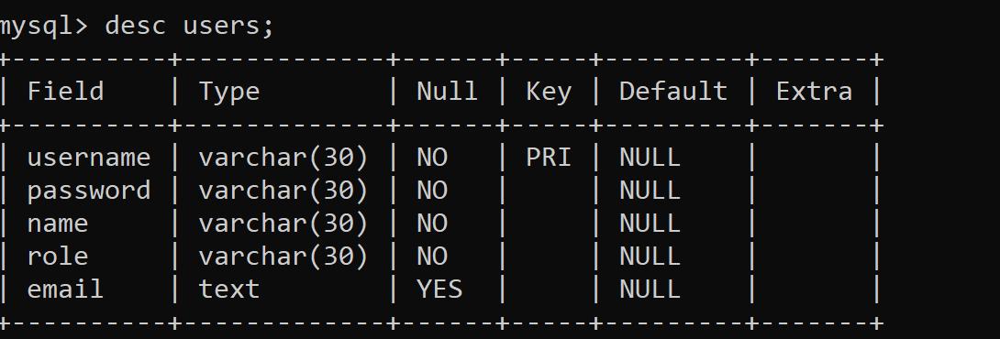 mysql> desc users;
+----------+-------------+------+-----+---------+-------+
| Field    | Type        | Null | Key | Default | Extra |
+----------+-------------+------+-----+---------+-------+
| username | varchar(30) | NO   | PRI | NULL    |       |
| password | varchar(30) | NO   |     | NULL    |       |
| name     | varchar(30) | NO   |     | NULL    |       |
| role     | varchar(30) | NO   |     | NULL    |       |
| email    | text        | YES  |     | NULL    |       |
+----------+-------------+------+-----+---------+-------+